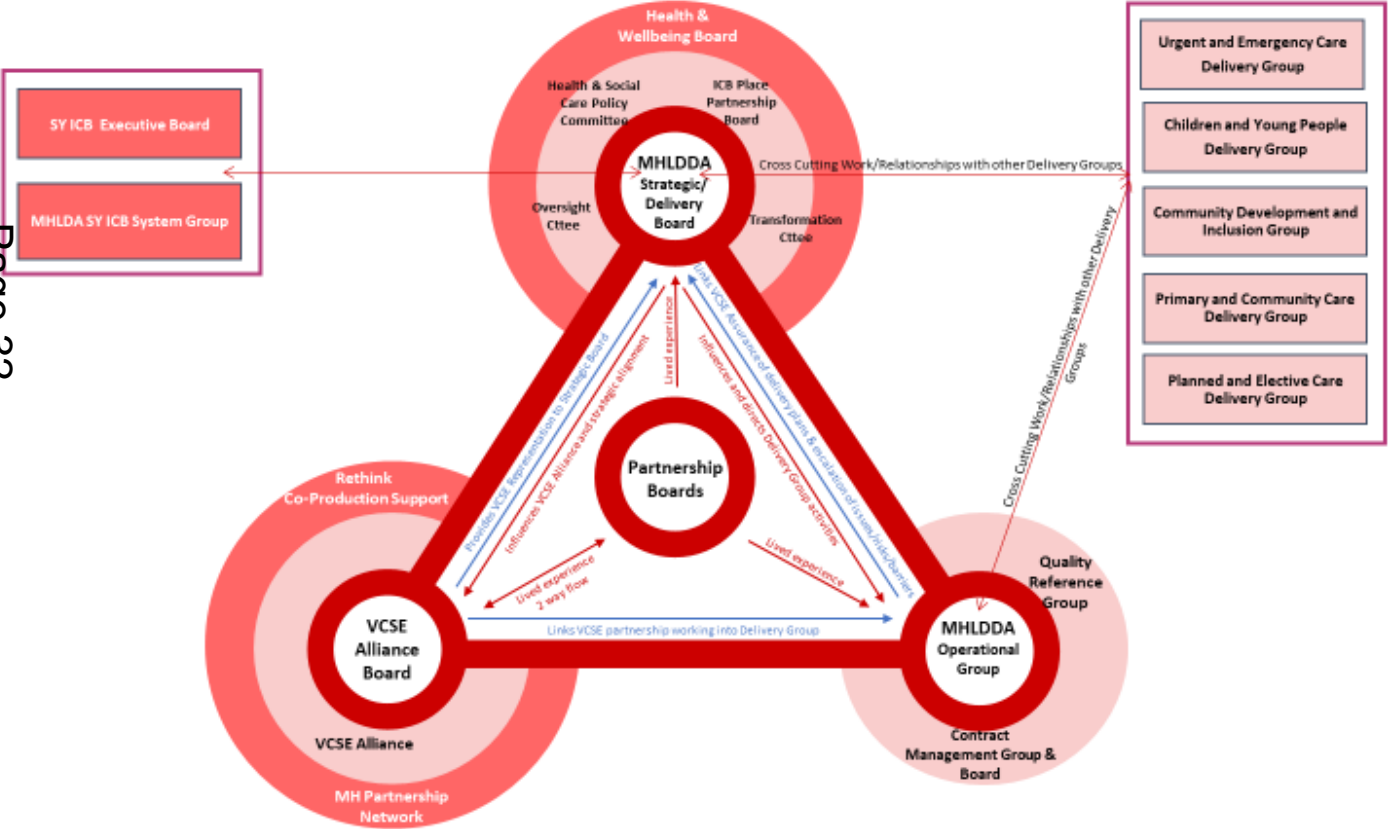 Health &
Wellbeing Board
Health & Social
Care Policy
Committee
ICB Place
Partnership
Board
MHLDDA
Strategic/
Delivery
Board
Oversight
Cttee
Transformation
Cttee
SY ICB Executive Board
MHLDA SY ICB System Group
Page 22
Cross Cutting Work/Relationships with other Delivery Groups
Urgent and Emergency Care
Delivery Group
Children and Young People
Delivery Group
Community Development and
Inclusion Group
Primary and Community Care
Delivery Group
Planned and Elective Care
Delivery Group
Cross Cutting Work/Relationships with other Delivery
Groups
Provides VCSE Representation to Strategic Board
Influences VCSE Alliance and strategic alignment
Lived experience
Links VCSE Assurance of delivery plans & escalation of issues/risks/barriers
Influences and directs Delivery Group activities
Partnership
Boards
Lived experience
2 way flow
Lived experience
Links VCSE partnership working into Delivery Group
Rethink
Co-Production Support
VCSE
Alliance
Board
VCSE Alliance
MH Partnership
Network
Quality
Reference
Group
MHLDDA
Operational
Group
Contract
Management Group &
Board